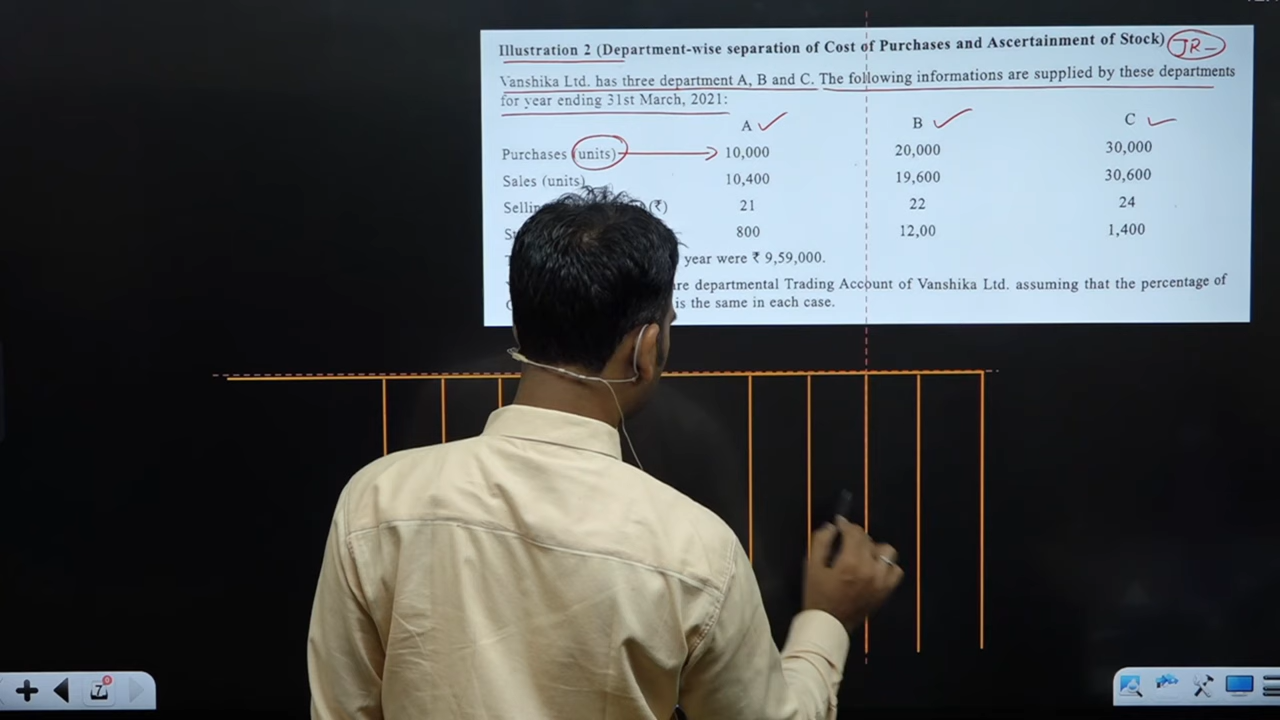 Illustration 2 (Department-wise separation of Cost of Purchases and Ascertainment of Stock) JR-
Vanshika Ltd. has three department A, B and C. The following informations are supplied by these departments
for year ending 31st March, 2021:
A B C
Purchases (units) 10,000 20,000 30,000
Sales (units) 10,400 19,600 30,600
(₹) 21 22 24
800 12,00 1,400
year were ₹ 9,59,000.
departmental Trading Account of Vanshika Ltd. assuming that the percentage of
is the same in each case.
7